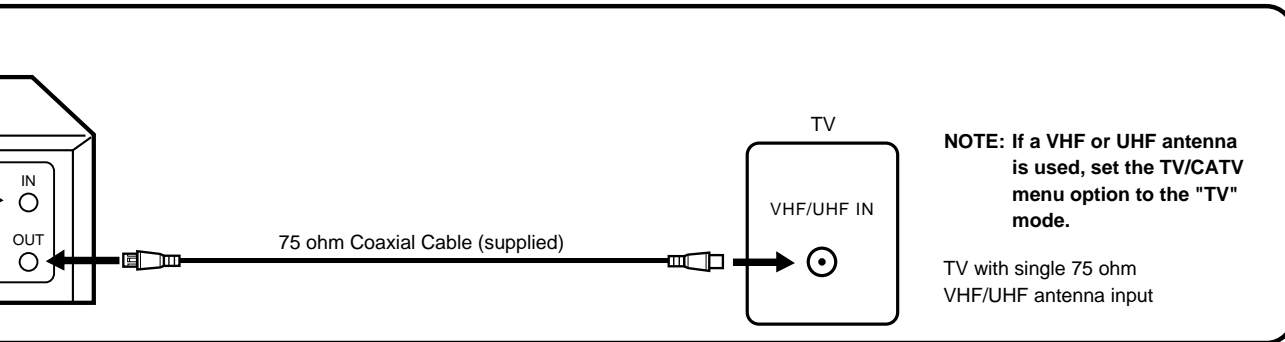 IN
OUT
75 ohm Coaxial Cable (supplied)
TV
VHF/UHF IN
NOTE: If a VHF or UHF antenna
is used, set the TV/CATV
menu option to the "TV"
mode.
TV with single 75 ohm
VHF/UHF antenna input